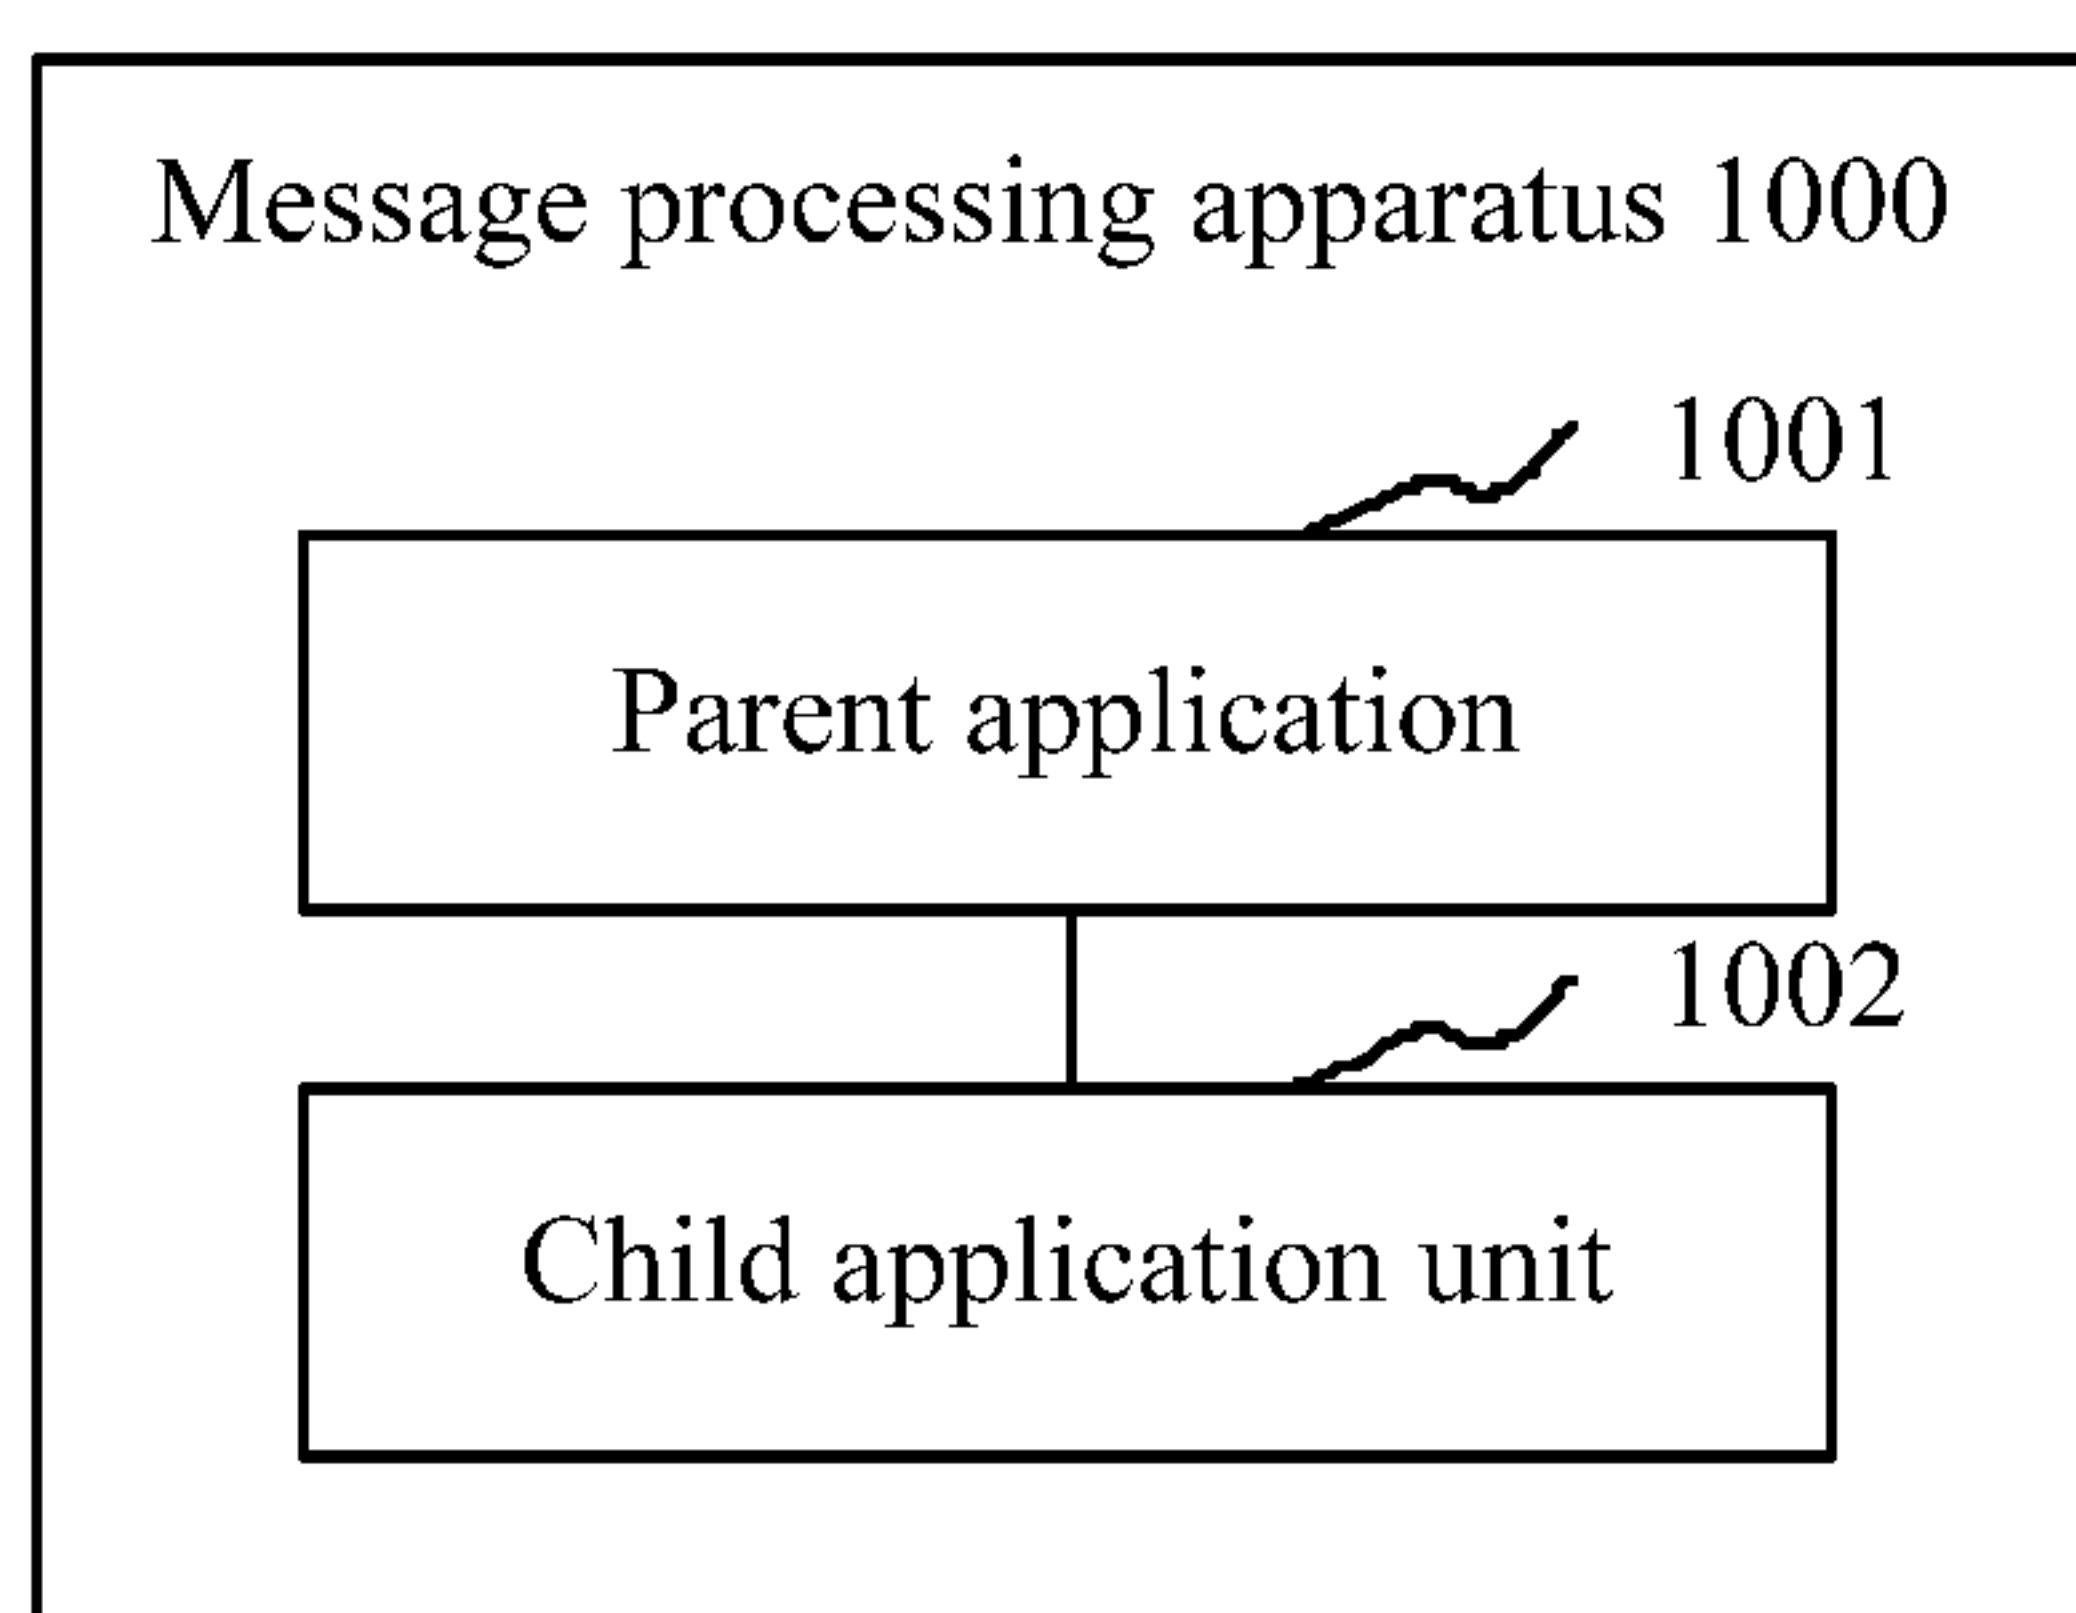 Message processing apparatus 1000
1001
Parent application
1002
Child application unit